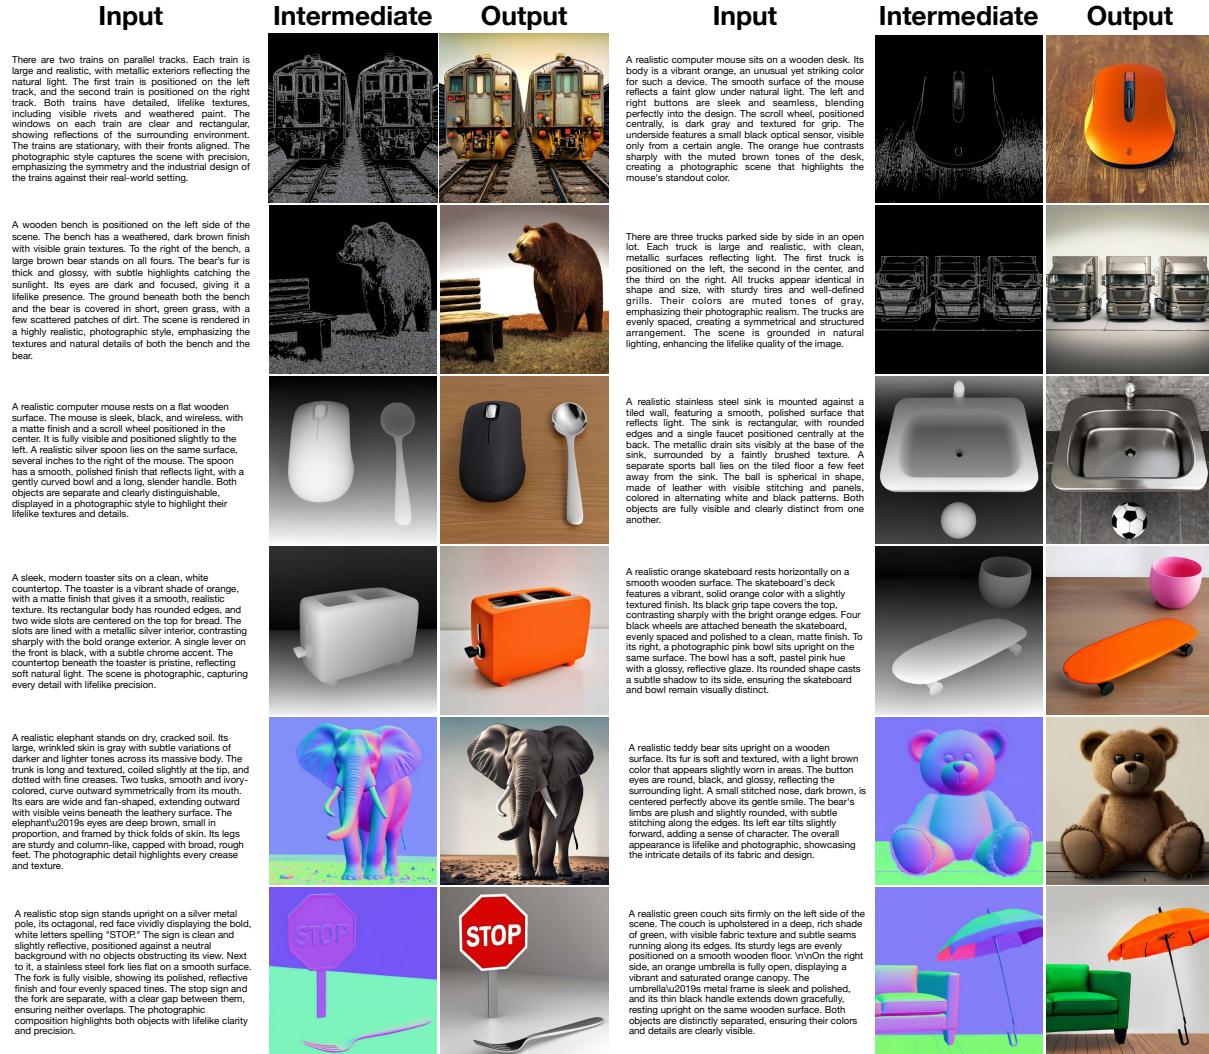 Input
Intermediate
Output
Input
Intermediate
Output
There are two trains on parallel tracks. Each train is
large and realistic, with metallic exteriors reflecting the
natural light. The first train is positioned on the left
track, and the second train is positioned on the right
track. Both trains have detailed, lifelike textures,
including visible rivets and weathered paint. The
windows on each train are clear and rectangular,
showing reflections of the surrounding environment.
The trains are stationary, with their fronts aligned. The
photographic style captures the scene with precision,
emphasizing the symmetry and the industrial design of
the trains against their real-world setting.
A realistic computer mouse sits on a wooden desk. Its
body is a vibrant orange, an unusual yet striking color
for such a device. The smooth surface of the mouse
reflects a faint glow under natural light. The left and
right buttons are sleek and seamless, blending
perfectly into the design. The scroll wheel, positioned
centrally, is dark gray and textured for grip. The
underside features a small black optical sensor, visible
only from a certain angle. The orange hue contrasts
sharply with the muted brown tones of the desk,
creating a photographic scene that highlights the
mouse's standout color.
A wooden bench is positioned on the left side of the
scene. The bench has a weathered, dark brown finish
with visible grain textures. To the right of the bench, a
large brown bear stands on all fours. The bear's fur is
thick and glossy, with subtle highlights catching the
sunlight. Its eyes are dark and focused, giving it a
lifelike presence. The ground beneath both the bench
and the bear is covered in short, green grass, with a
few scattered patches of dirt. The scene is rendered in
a highly realistic, photographic style, emphasizing the
textures and natural details of both the bench and the
bear.
There are three trucks parked side by side in an open
lot. Each truck is large and realistic, with clean,
metallic surfaces reflecting light. The first truck is
positioned on the left, the second in the center, and
the third on the right. All trucks appear identical in
shape and size, with sturdy tires and well-defined
grills. Their colors are muted tones of gray,
emphasizing their photographic realism. The trucks are
evenly spaced, creating a symmetrical and structured
arrangement. The scene is grounded in natural
lighting, enhancing the lifelike quality of the image.
A realistic computer mouse rests on a flat wooden
surface. The mouse is sleek, black, and wireless, with
a matte finish and a scroll wheel positioned in the
center. It is fully visible and positioned slightly to the
left. A realistic silver spoon lies on the same surface,
several inches to the right of the mouse. The spoon
has a smooth, polished finish that reflects light, with a
gently curved bowl and a long, slender handle. Both
objects are separate and clearly distinguishable,
displayed in a photographic style to highlight their
lifelike textures and details.
A realistic stainless steel sink is mounted against a
tiled wall, featuring a smooth, polished surface that
reflects light. The sink is rectangular, with rounded
edges and a single faucet positioned centrally at the
back. The metallic drain sits visibly at the base of the
sink, surrounded by a faintly brushed texture. A
separate sports ball lies on the tiled floor a few feet
away from the sink. The ball is spherical in shape,
made of leather with visible stitching and panels,
colored in alternating white and black patterns. Both
objects are fully visible and clearly distinct from one
another.
A sleek, modern toaster sits on a clean, white
countertop. The toaster is a vibrant shade of orange,
with a matte finish that gives it a smooth, realistic
texture. Its rectangular body has rounded edges, and
two wide slots are centered on the top for bread. The
slots are lined with a metallic silver interior, contrasting
sharply with the bold orange exterior. A single lever on
the front is black, with a subtle chrome accent. The
countertop beneath the toaster is pristine, reflecting
soft natural light. The scene is photographic, capturing
every detail with lifelike precision.
A realistic orange skateboard rests horizontally on a
smooth wooden surface. The skateboard's deck
features a vibrant, solid orange color with a slightly
textured finish. Its black grip tape covers the top,
contrasting sharply with the bright orange edges. Four
black wheels are attached beneath the skateboard,
evenly spaced and polished to a clean, matte finish. To
its right, a photographic pink bowl sits upright on the
same surface. The bowl has a soft, pastel pink hue
with a glossy, reflective glaze. Its rounded shape casts
a subtle shadow to its side, ensuring the skateboard
and bowl remain visually distinct.
A realistic elephant stands on dry, cracked soil. Its
large, wrinkled skin is gray with subtle variations of
darker and lighter tones across its massive body. The
trunk is long and textured, coiled slightly at the tip, and
dotted with fine creases. Two tusks, smooth and ivory-
colored, curve outward symmetrically from its mouth.
Its ears are wide and fan-shaped, extending outward
with visible veins beneath the leathery surface. The
elephant\u2019s eyes are deep brown, small in
proportion, and framed by thick folds of skin. Its legs
are sturdy and column-like, capped with broad, rough
feet. The photographic detail highlights every crease
and texture.
A realistic teddy bear sits upright on a wooden
surface. Its fur is soft and textured, with a light brown
color that appears slightly worn in areas. The button
eyes are round, black, and glossy, reflecting the
surrounding light. A small stitched nose, dark brown, is
centered perfectly above its gentle smile. The bear's
limbs are plush and slightly rounded, with subtle
stitching along the edges. Its left ear tilts slightly
forward, adding a sense of character. The overall
appearance is lifelike and photographic, showcasing
the intricate details of its fabric and design.
A realistic stop sign stands upright on a silver metal
pole, its octagonal, red face vividly displaying the bold,
white letters spelling "STOP." The sign is clean and
slightly reflective, positioned against a neutral
background with no objects obstructing its view. Next
to it, a stainless steel fork lies flat on a smooth surface.
The fork is fully visible, showing its polished, reflective
finish and four evenly spaced tines. The stop sign and
the fork are separate, with a clear gap between them,
ensuring neither overlaps. The photographic
composition highlights both objects with lifelike clarity
and precision.
STOP
STOP
A realistic green couch sits firmly on the left side of the
scene. The couch is upholstered in a deep, rich shade
of green, with visible fabric texture and subtle seams
running along its edges. Its sturdy legs are evenly
positioned on a smooth wooden floor. \n\nOn the right
side, an orange umbrella is fully open, displaying a
vibrant and saturated orange canopy. The
umbrella\u2019s metal frame is sleek and polished,
and its thin black handle extends down gracefully,
resting upright on the same wooden surface. Both
objects are distinctly separated, ensuring their colors
and details are clearly visible.